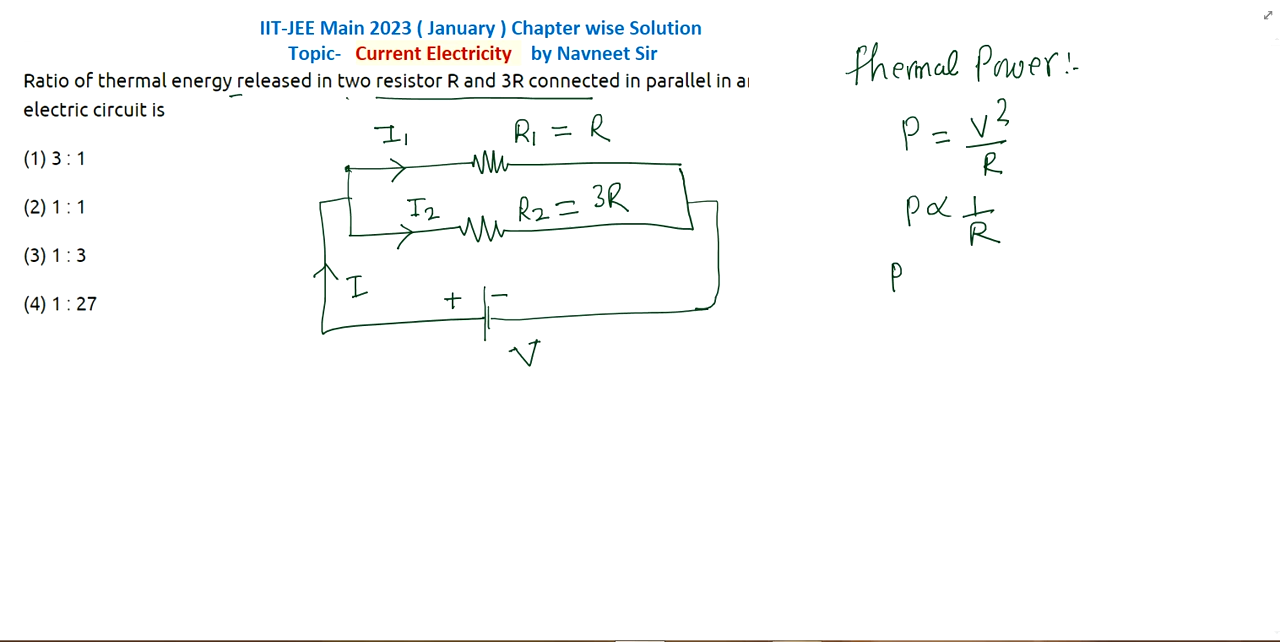 IIT-JEE Main 2023 ( January ) Chapter wise Solution
Topic- Current Electricity by Navneet Sir
Ratio of thermal energy released in two resistor R and 3R connected in parallel in
electric circuit is
(1) 3 : 1
(2) 1 : 1
(3) 1 : 3
(4) 1 : 27
I₁ R₁ = R
I₂ R₂ = 3R
I + -
V
thermal Power:-
P = V²/R
P ∝ 1/R
P